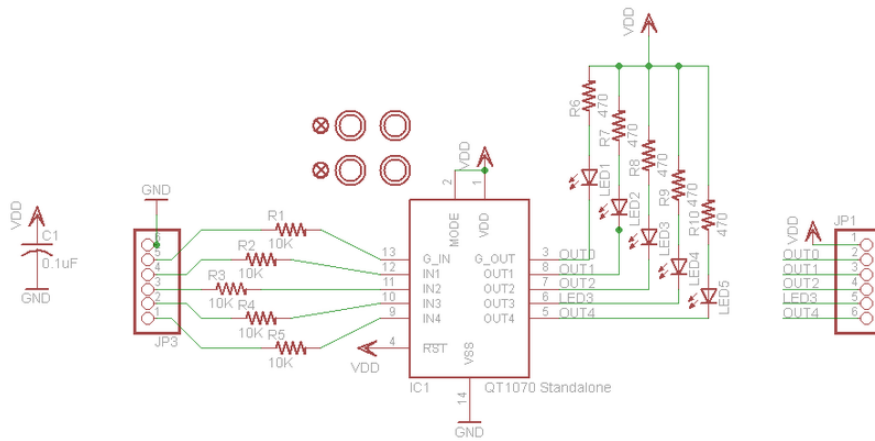 VDD
C1
0.1uF
GND
GND
6
5
4
3
2
1
JP3
R1
10K
R2
10K
R3
10K
R4
10K
R5
10K
VDD
2
1
MODE
VDD
13
G_IN
G_OUT
3
OUT0
12
IN1
OUT1
8
OUT1
11
IN2
OUT2
7
OUT2
10
IN3
OUT3
6
LED3
9
IN4
OUT4
5
OUT4
VDD
4
RST
VSS
IC1
QT1070 Standalone
14
GND
VDD
R6
470
R7
470
R8
470
R9
470
R10
470
LED1
LED2
LED3
LED4
LED5
JP1
VDD
1
OUT0
2
OUT1
3
OUT2
4
LED3
5
OUT4
6